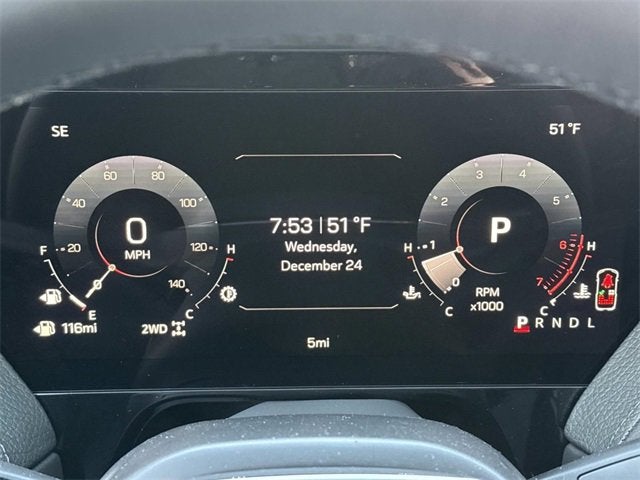 SE
51 °F
60 80
40 100
20 120
140
0
MPH
F
E
H
C
116mi
2WD
7:53 | 51 °F
Wednesday,
December 24
5mi
3 4
2 5
1 6
0 7
P
RPM
x1000
H
C
H
C
P R N D L